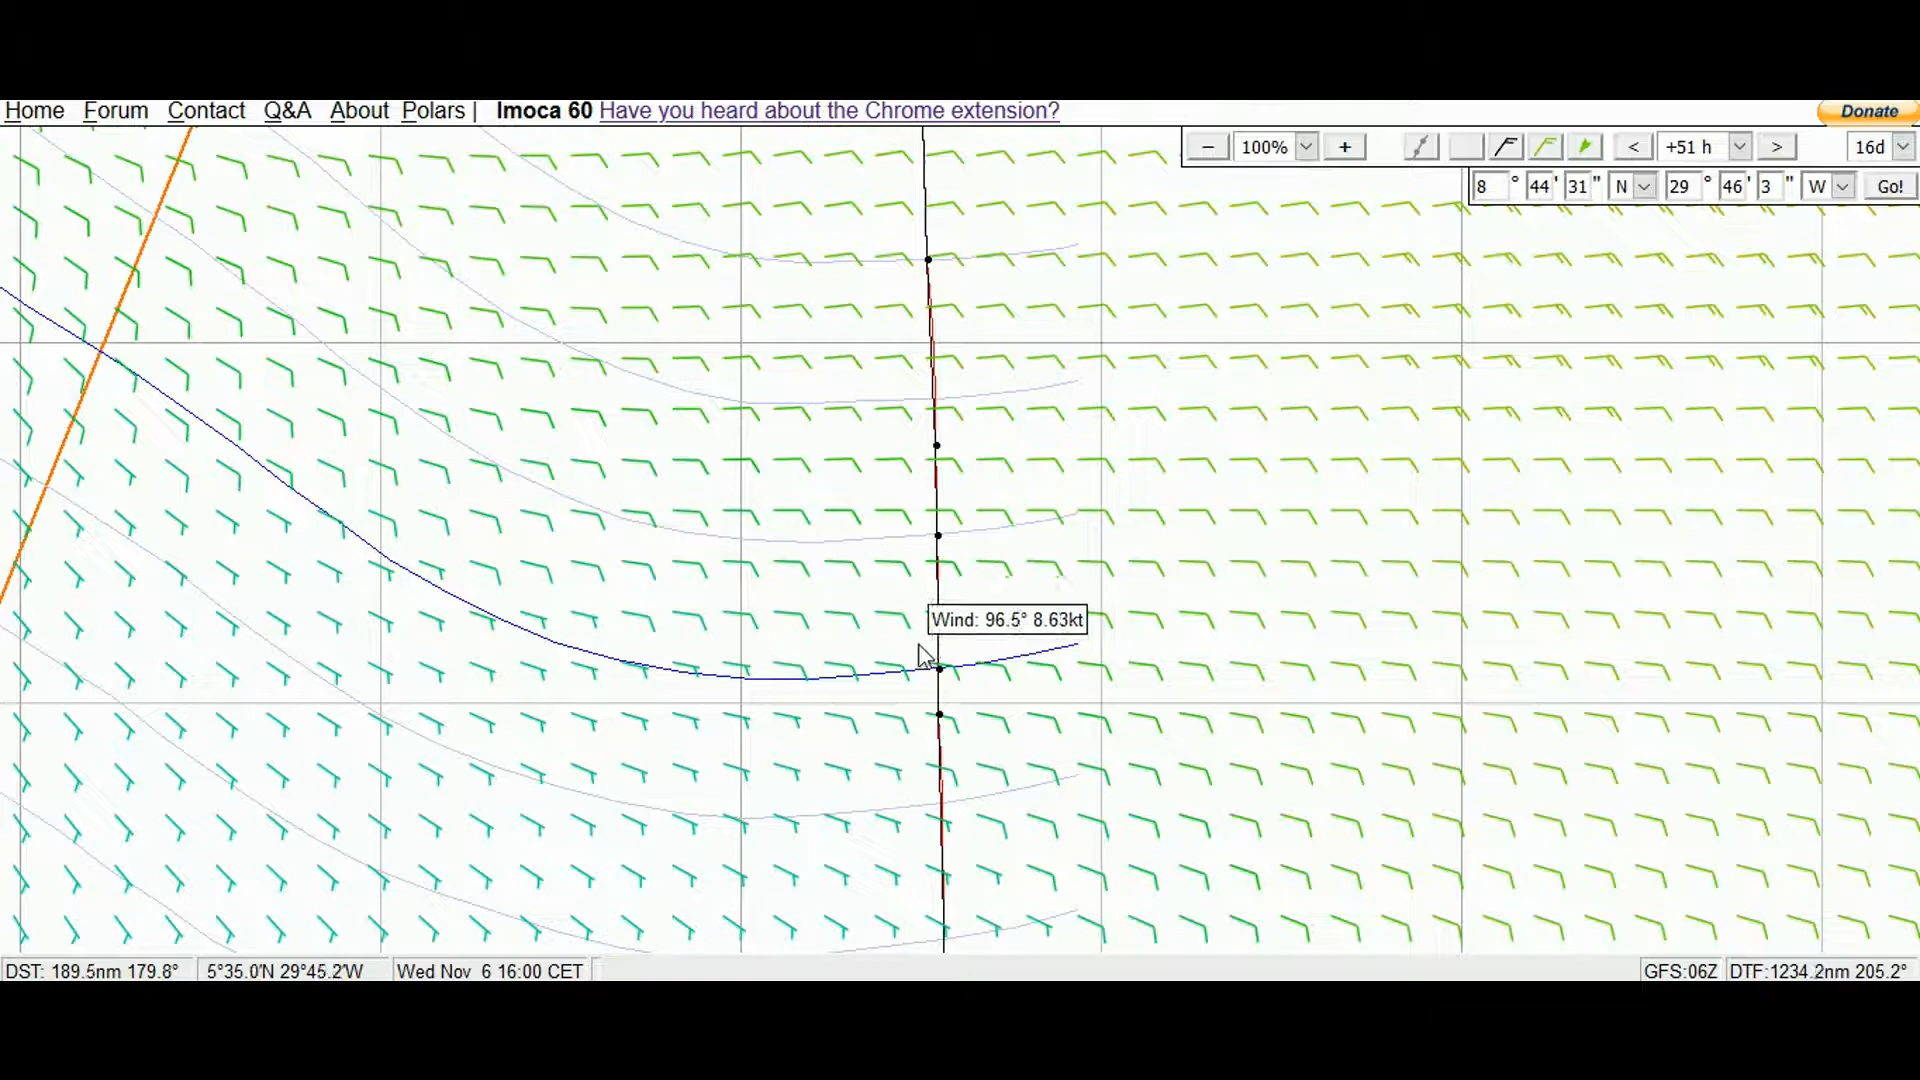 Home Forum Contact Q&A About Polars | Imoca 60 Have you heard about the Chrome extension? Donate
− 100% + < +51 h > 16d
8 ° 44 ' 31 " N 29 ° 46 ' 3 " W Go!
Wind: 96.5° 8.63kt
DST: 189.5nm 179.8° 5°35.0'N 29°45.2'W Wed Nov 6 16:00 CET GFS:06Z DTF:1234.2nm 205.2°